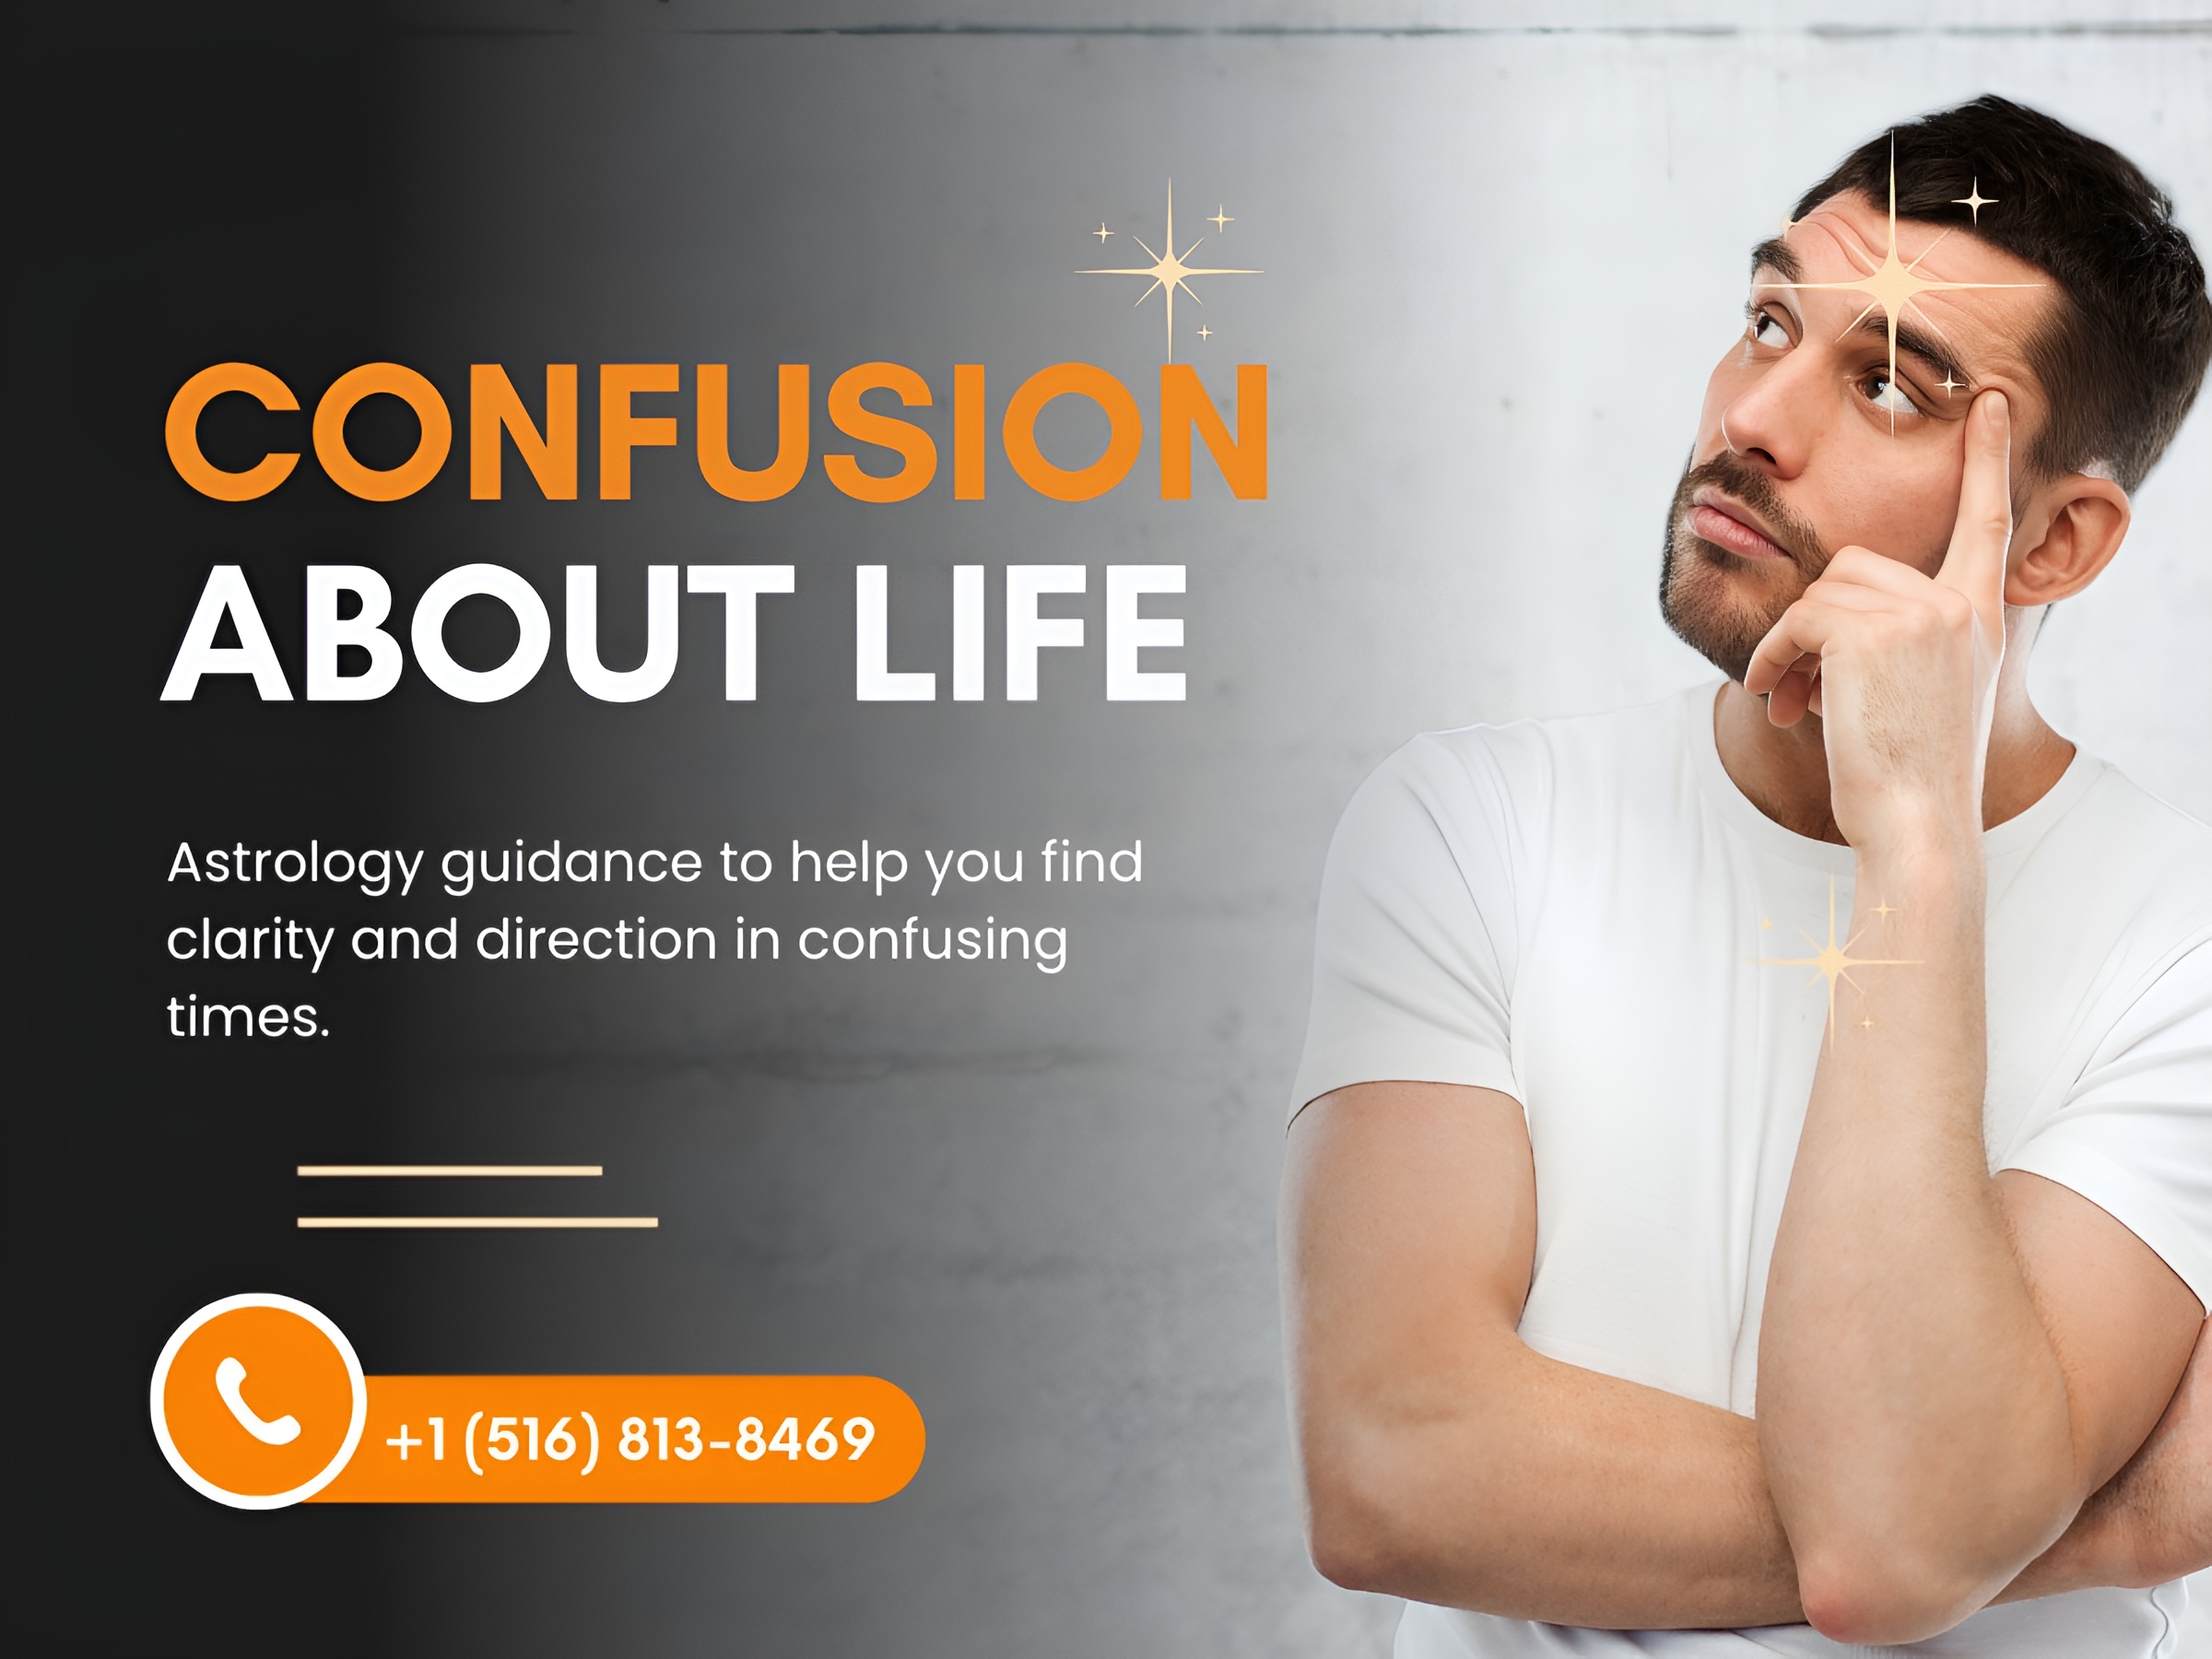 CONFUSION
ABOUT LIFE
Astrology guidance to help you find
clarity and direction in confusing
times.
+1 (516) 813-8469